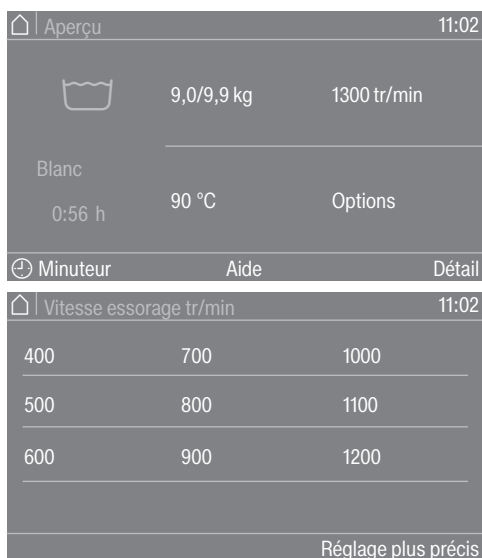 Aperçu 11:02
9,0/9,9 kg 1300 tr/min
Blanc
90 °C Options
0:56 h
Minuteur Aide Détail
Vitesse essorage tr/min 11:02
400 700 1000
500 800 1100
600 900 1200
Réglage plus précis